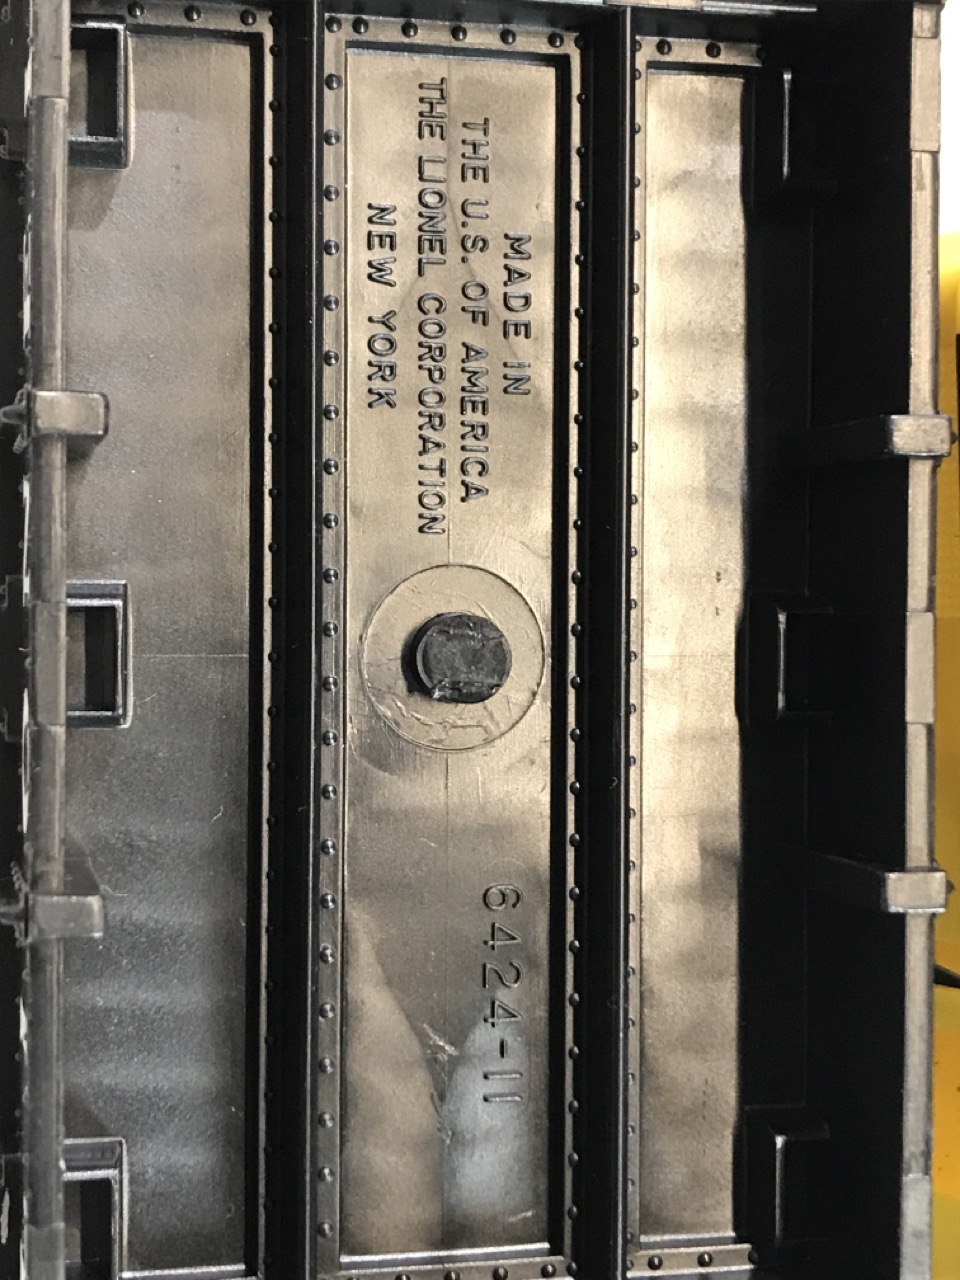 MADE IN
THE U.S. OF AMERICA
THE LIONEL CORPORATION
NEW YORK
6424-11